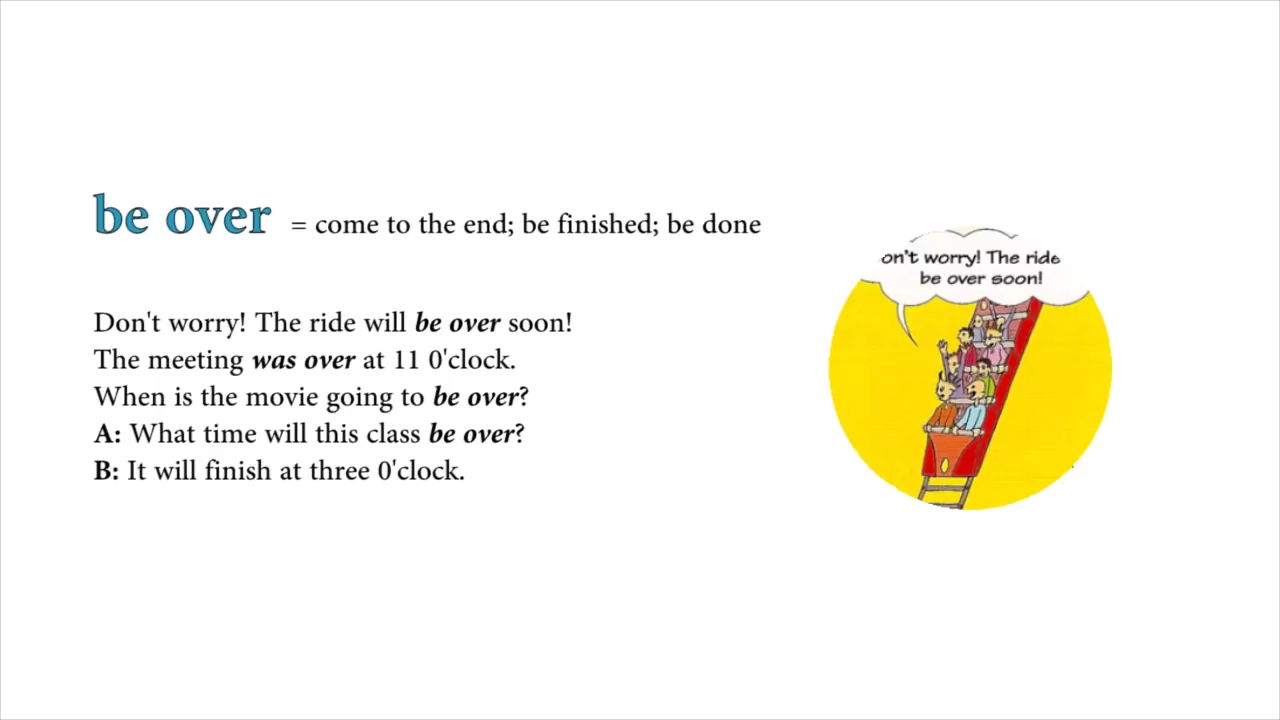 be over = come to the end; be finished; be done
Don't worry! The ride will be over soon!
The meeting was over at 11 0'clock.
When is the movie going to be over?
A: What time will this class be over?
B: It will finish at three 0'clock.
on't worry! The ride
be over soon!